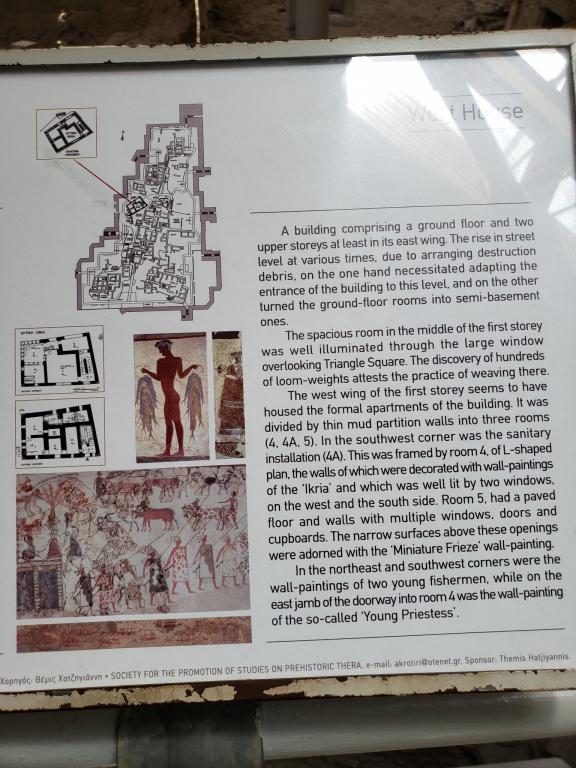 West House
A building comprising a ground floor and two
upper storeys at least in its east wing. The rise in street
level at various times, due to arranging destruction
debris, on the one hand necessitated adapting the
entrance of the building to this level, and on the other
turned the ground-floor rooms into semi-basement
ones.
The spacious room in the middle of the first storey
was well illuminated through the large window
overlooking Triangle Square. The discovery of hundreds
of loom-weights attests the practice of weaving there.
The west wing of the first storey seems to have
housed the formal apartments of the building. It was
divided by thin mud partition walls into three rooms
(4, 4A, 5). In the southwest corner was the sanitary
installation (4A). This was framed by room 4, of L-shaped
plan, the walls of which were decorated with wall-paintings
of the 'Ikria' and which was well lit by two windows,
on the west and the south side. Room 5, had a paved
floor and walls with multiple windows, doors and
cupboards. The narrow surfaces above these openings
were adorned with the 'Miniature Frieze' wall-painting.
In the northeast and southwest corners were the
wall-paintings of two young fishermen, while on the
east jamb of the doorway into room 4 was the wall-painting
of the so-called 'Young Priestess'.
ΔΥΤΙΚΗ ΟΙΚΙΑ
Χορηγός: Θέμις Χατζηγιάννη • SOCIETY FOR THE PROMOTION OF STUDIES ON PREHISTORIC THERA, e-mail: akrotiri@otenet.gr. Sponsor: Themis Hatjiyannis